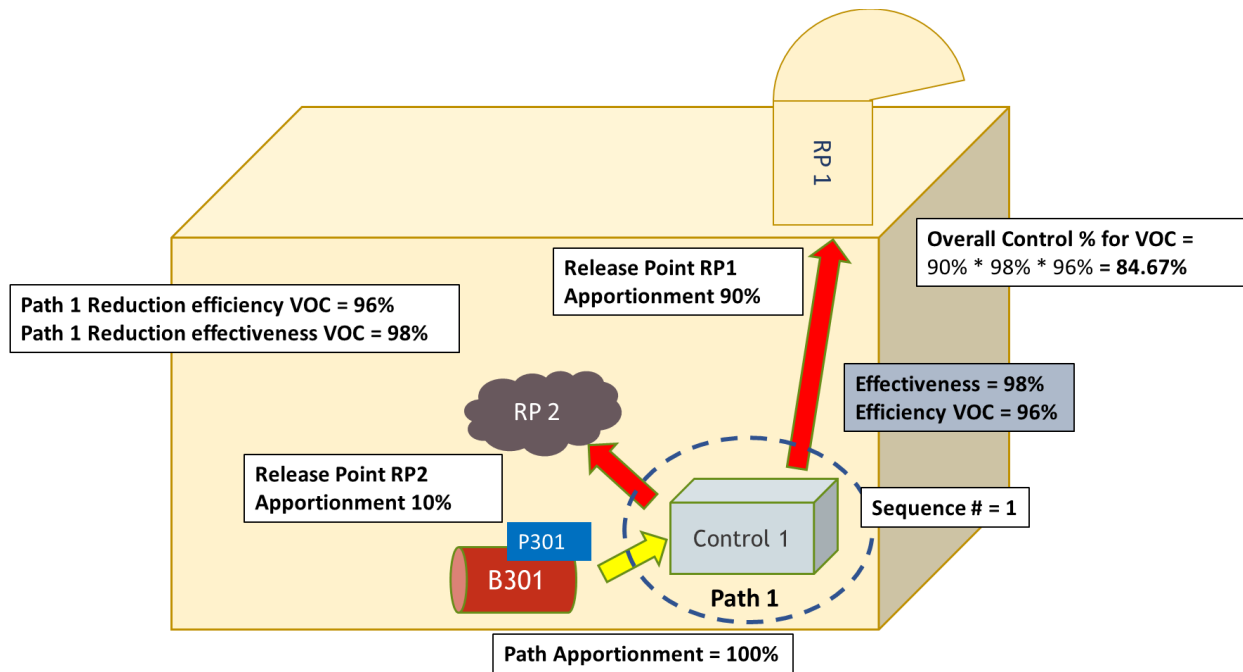 RP 1
Overall Control % for VOC =
90% * 98% * 96% = 84.67%
Release Point RP1
Apportionment 90%
Path 1 Reduction efficiency VOC = 96%
Path 1 Reduction effectiveness VOC = 98%
Effectiveness = 98%
Efficiency VOC = 96%
RP 2
Release Point RP2
Apportionment 10%
Sequence # = 1
P301
Control 1
B301
Path 1
Path Apportionment = 100%